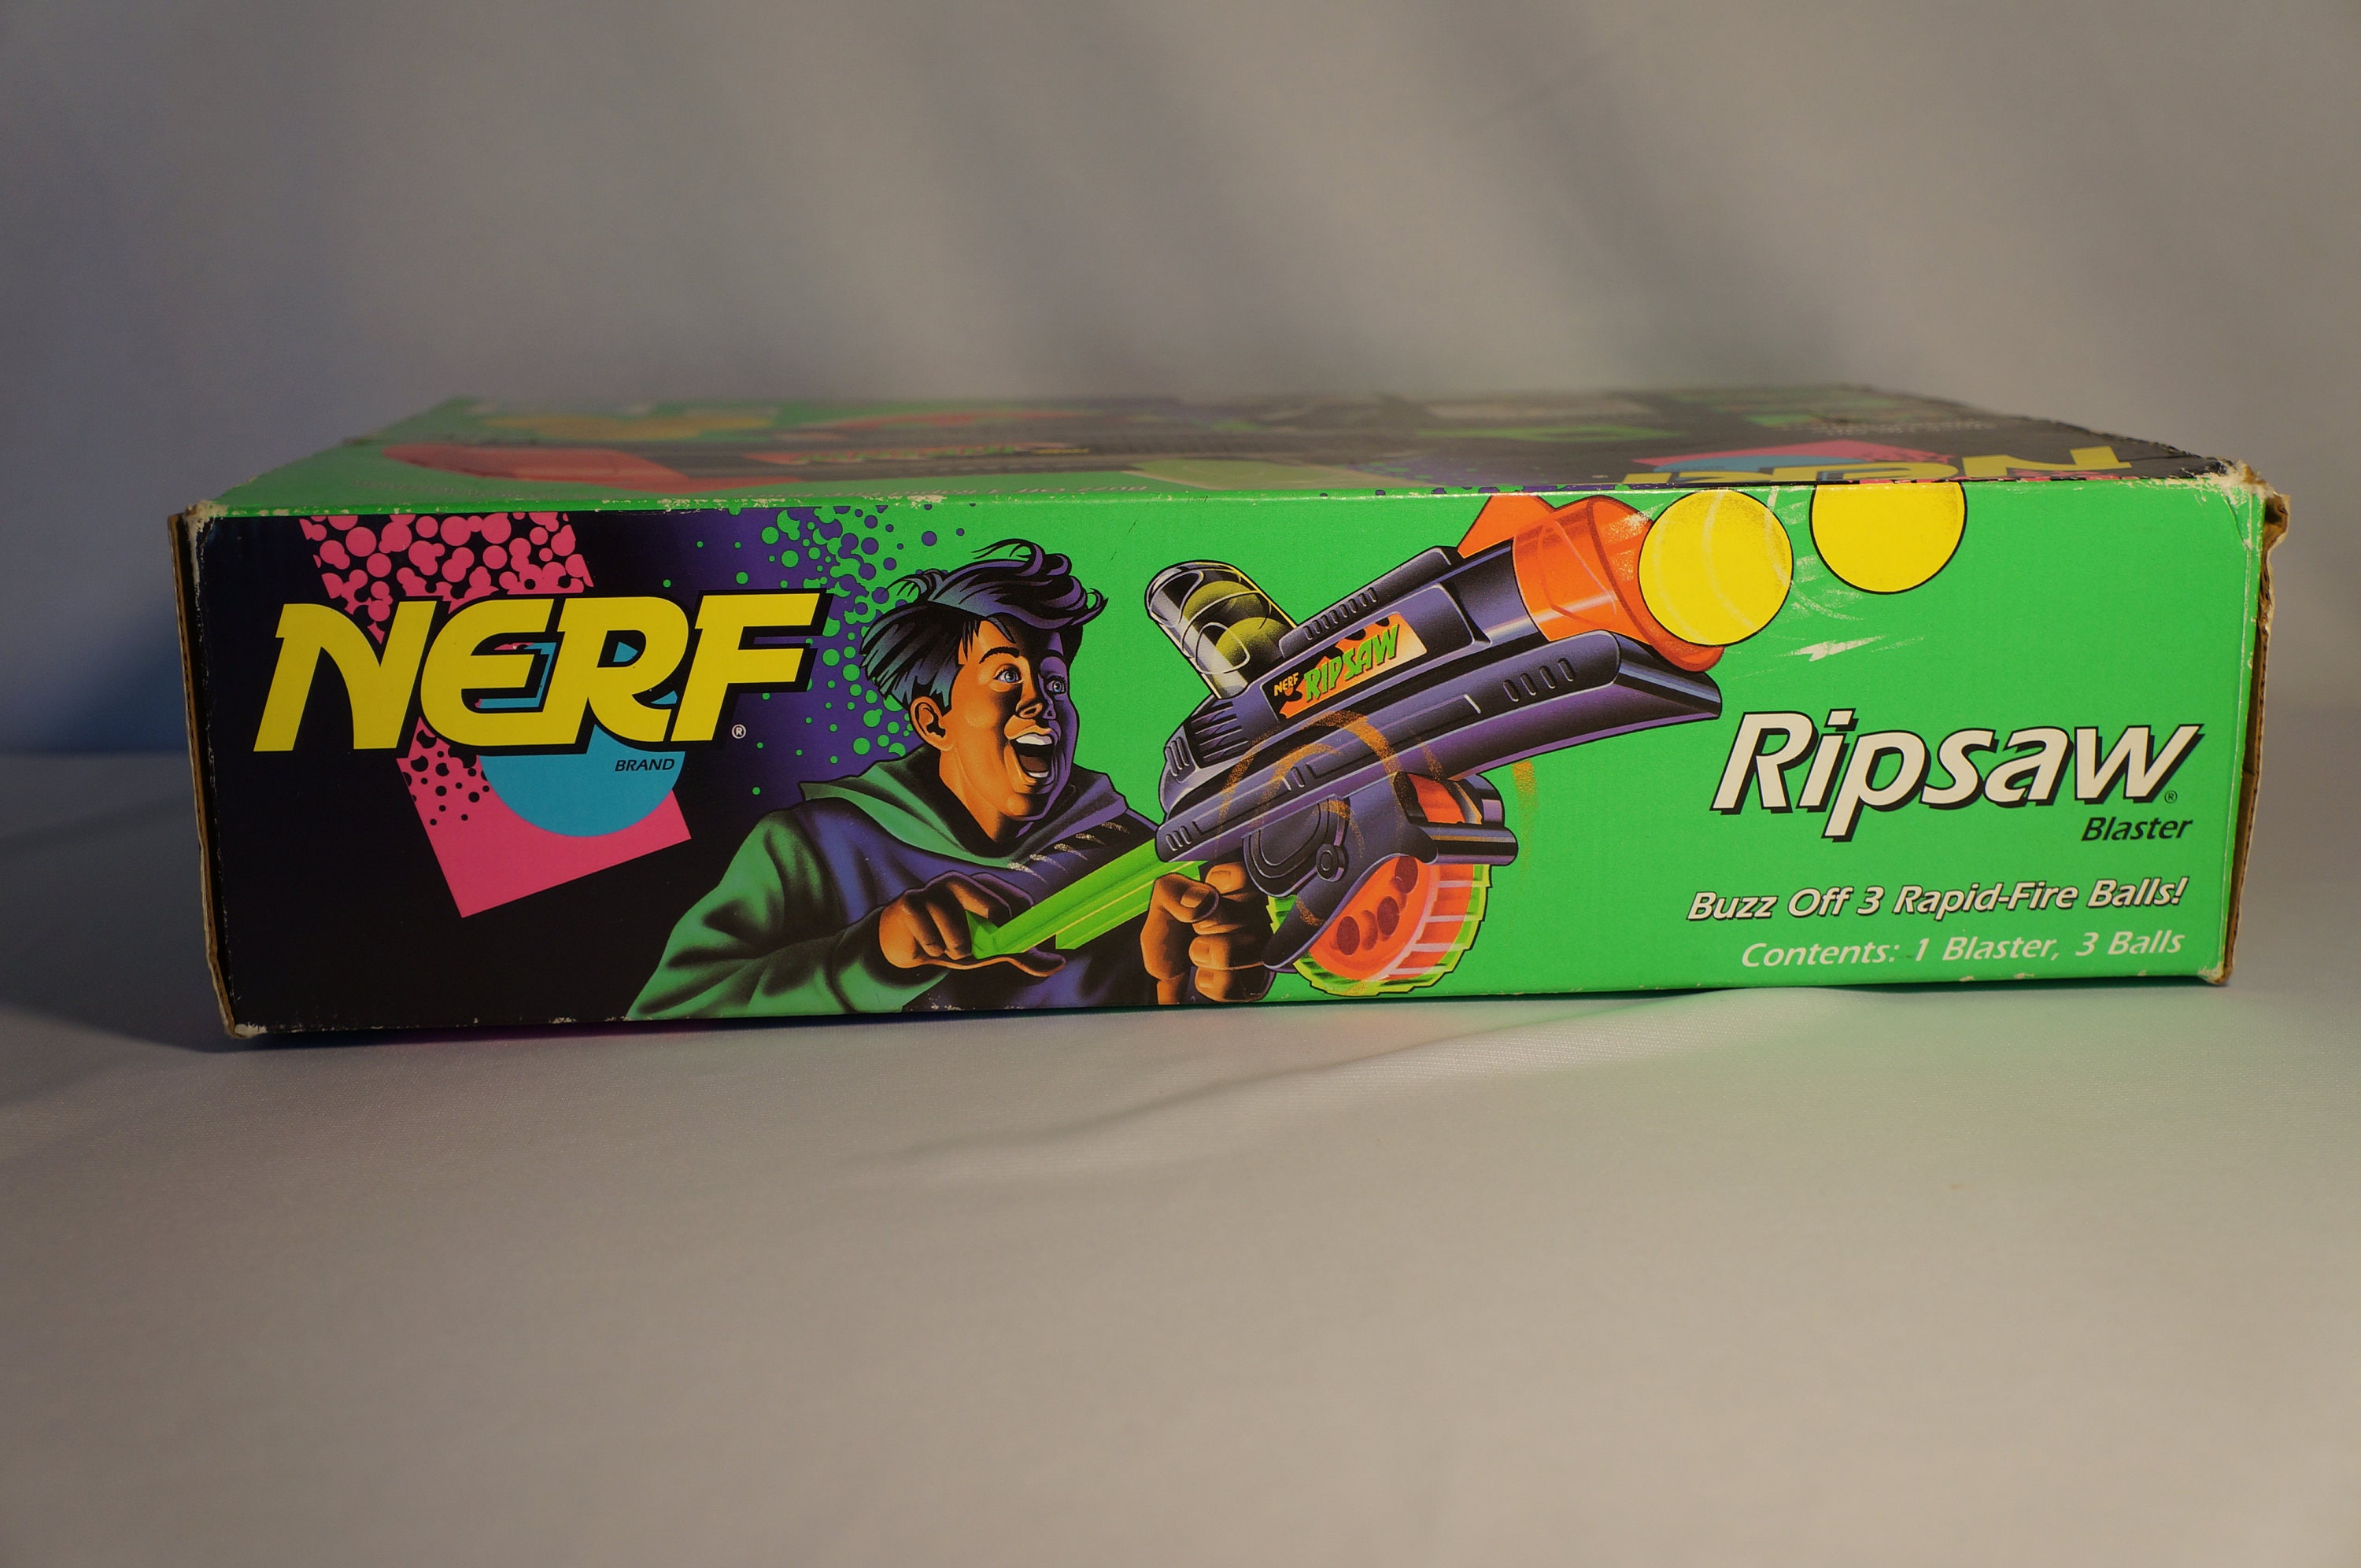 NERF®
BRAND
NERF RIPSAW
Ripsaw®
Blaster
Buzz Off 3 Rapid-Fire Balls!
Contents: 1 Blaster, 3 Balls